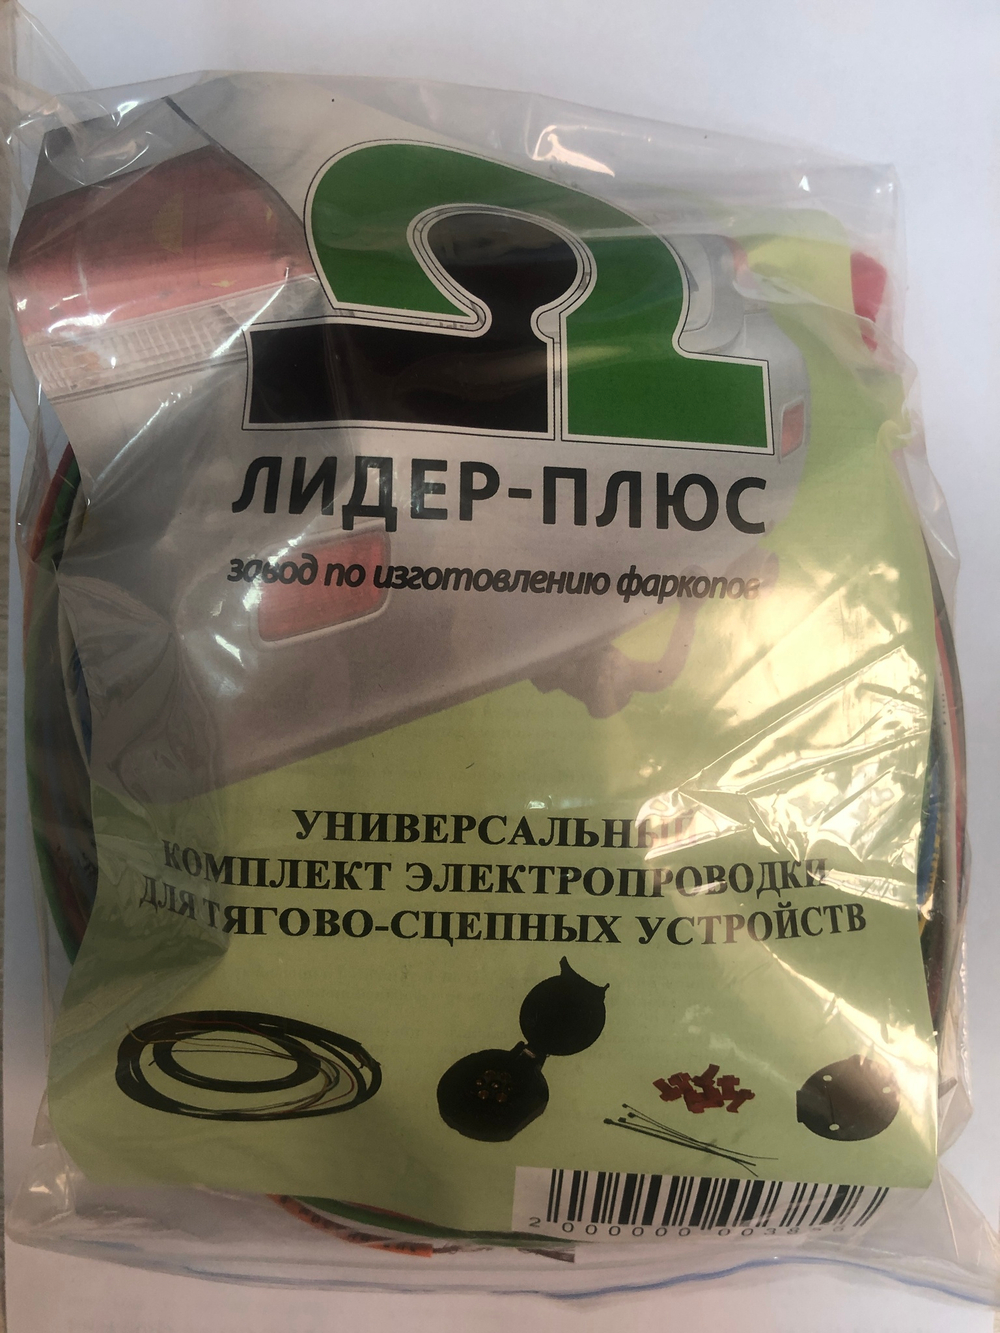 ЛИДЕР-ПЛЮС
завод по изготовлению фаркопов
УНИВЕРСАЛЬНЫЙ
КОМПЛЕКТ ЭЛЕКТРОПРОВОДКИ
ДЛЯ ТЯГОВО-СЦЕПНЫХ УСТРОЙСТВ